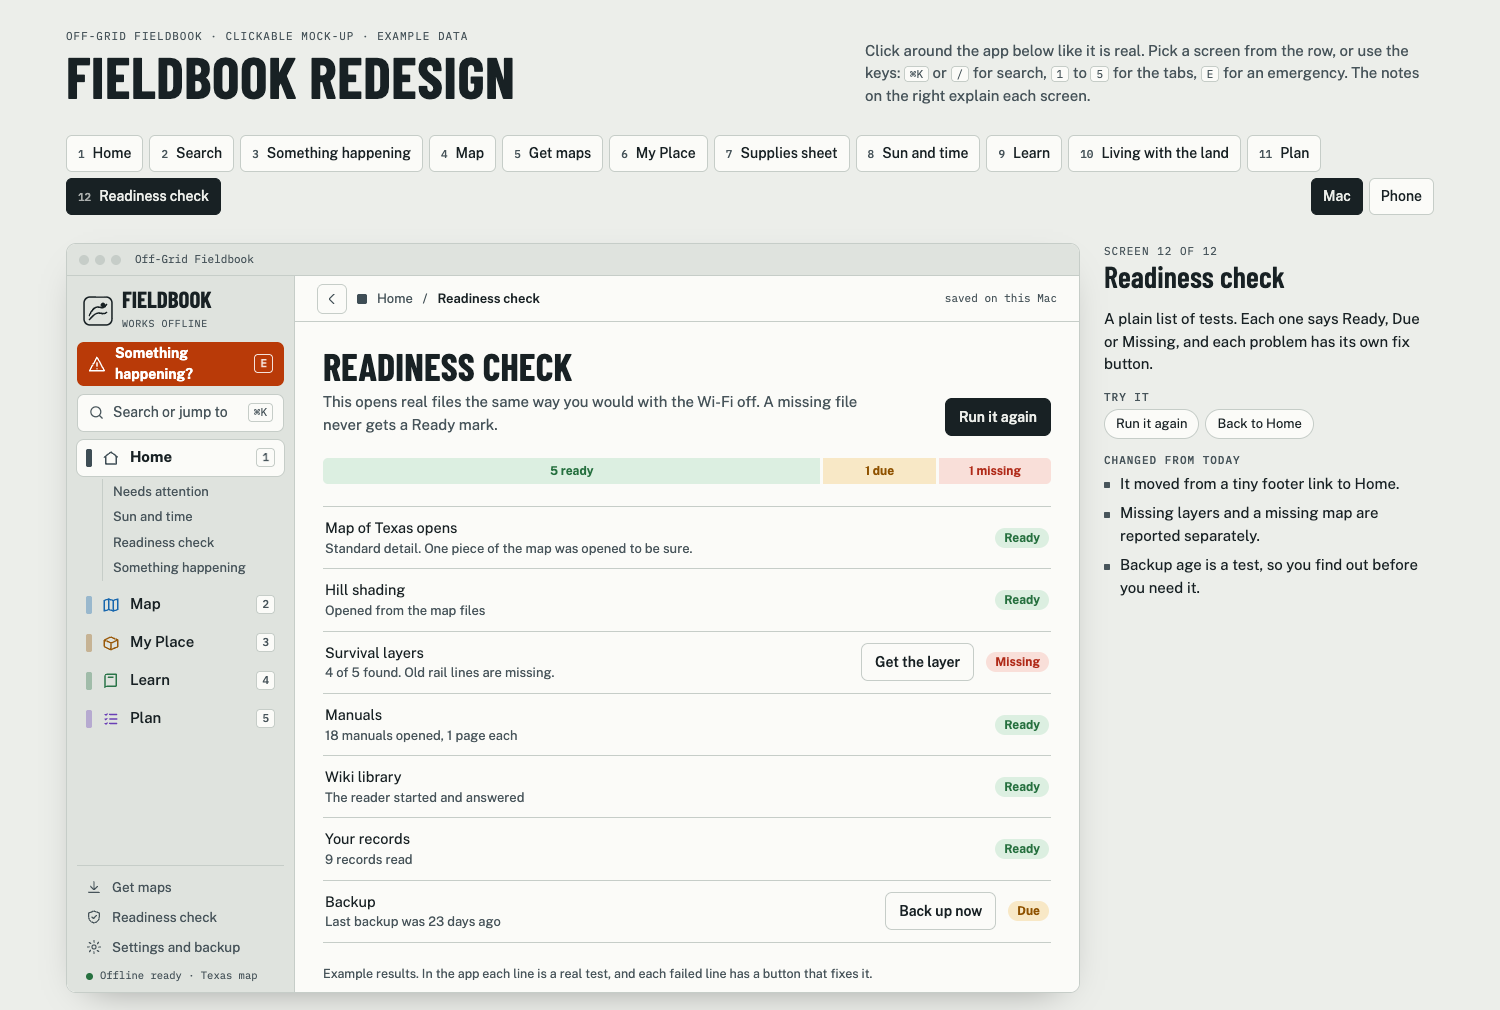 OFF-GRID FIELDBOOK · CLICKABLE MOCK-UP · EXAMPLE DATA
FIELDBOOK REDESIGN
Click around the app below like it is real. Pick a screen from the row, or use the
keys: ⌘K or / for search, 1 to 5 for the tabs, E for an emergency. The notes
on the right explain each screen.
1 Home
2 Search
3 Something happening
4 Map
5 Get maps
6 My Place
7 Supplies sheet
8 Sun and time
9 Learn
10 Living with the land
11 Plan
12 Readiness check
Mac
Phone
Off-Grid Fieldbook
FIELDBOOK
WORKS OFFLINE
Something
happening?
E
Search or jump to ⌘K
Home 1
Needs attention
Sun and time
Readiness check
Something happening
Map 2
My Place 3
Learn 4
Plan 5
Get maps
Readiness check
Settings and backup
Offline ready · Texas map
Home / Readiness check
saved on this Mac
READINESS CHECK
This opens real files the same way you would with the Wi-Fi off. A missing file
never gets a Ready mark.
Run it again
5 ready
1 due
1 missing
Map of Texas opens
Standard detail. One piece of the map was opened to be sure.
Ready
Hill shading
Opened from the map files
Ready
Survival layers
4 of 5 found. Old rail lines are missing.
Get the layer
Missing
Manuals
18 manuals opened, 1 page each
Ready
Wiki library
The reader started and answered
Ready
Your records
9 records read
Ready
Backup
Last backup was 23 days ago
Back up now
Due
Example results. In the app each line is a real test, and each failed line has a button that fixes it.
SCREEN 12 OF 12
Readiness check
A plain list of tests. Each one says Ready, Due
or Missing, and each problem has its own fix
button.
TRY IT
Run it again
Back to Home
CHANGED FROM TODAY
It moved from a tiny footer link to Home.
Missing layers and a missing map are
reported separately.
Backup age is a test, so you find out before
you need it.